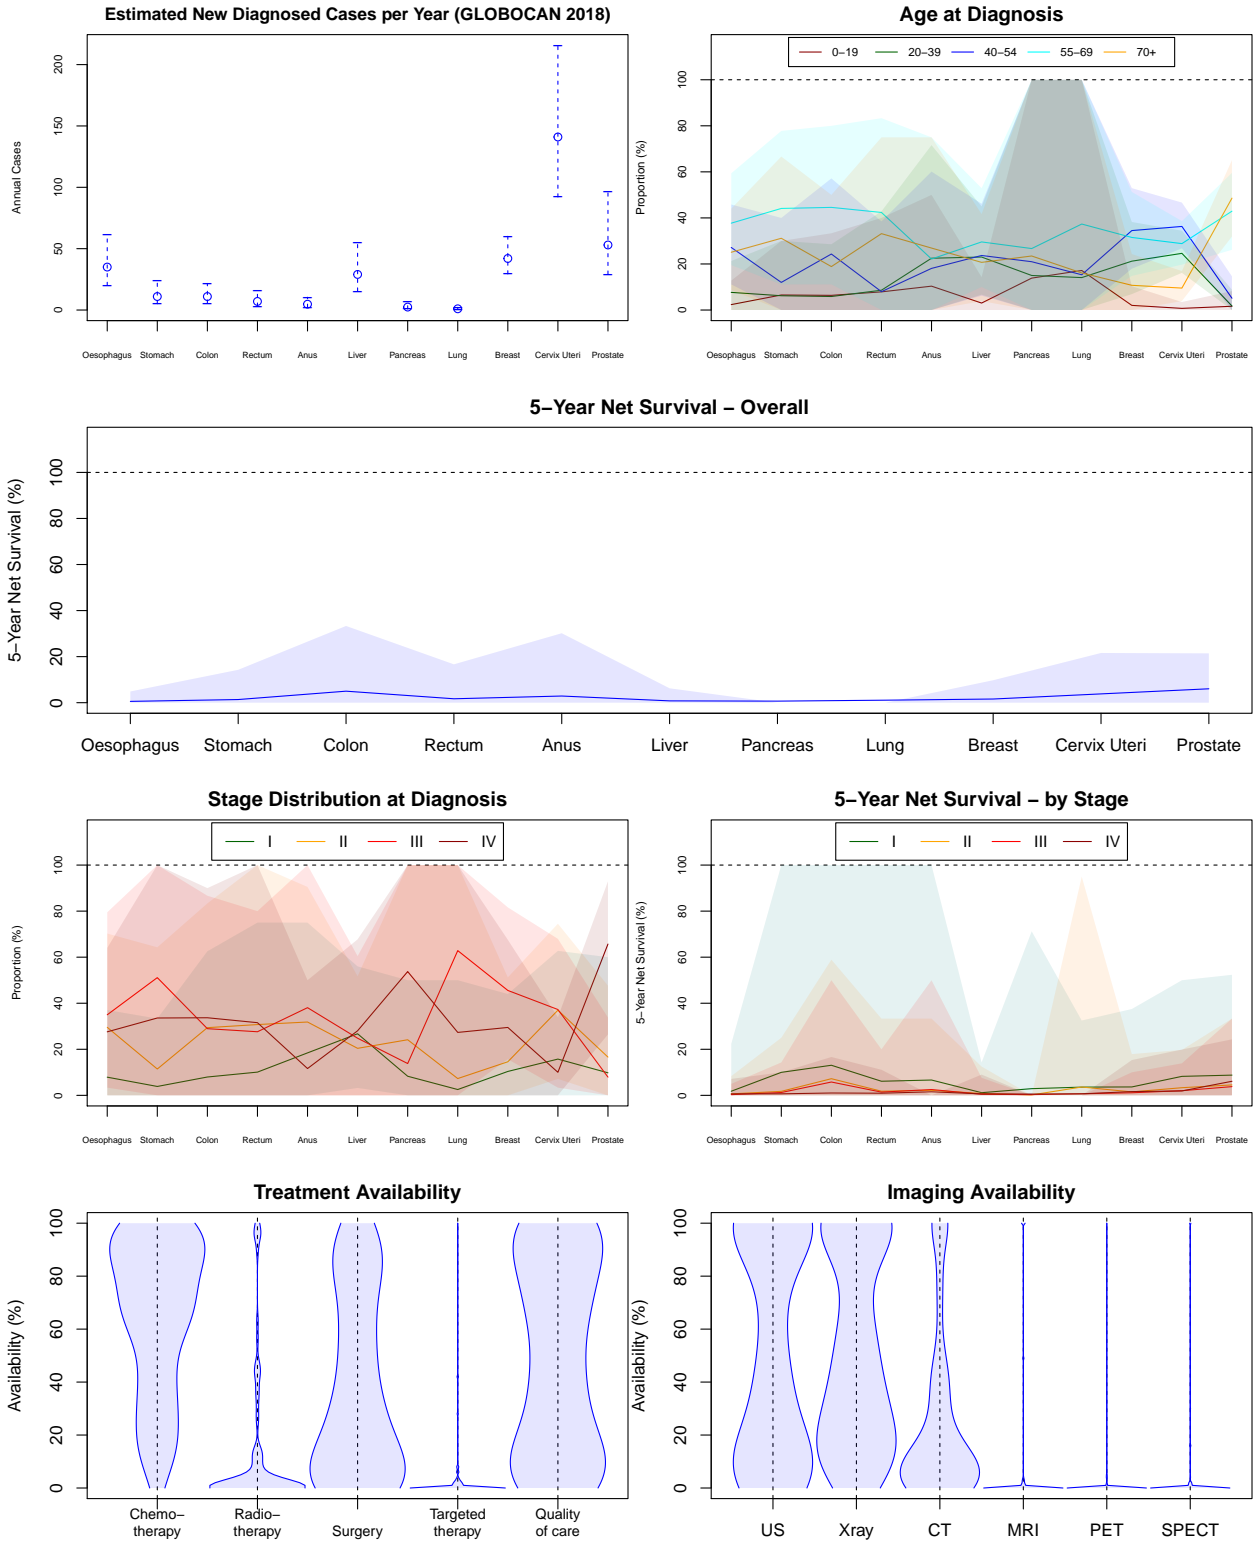 Estimated New Diagnosed Cases per Year (GLOBOCAN 2018)
Annual Cases
0
50
100
150
200
Oesophagus Stomach Colon Rectum Anus Liver Pancreas Lung Breast Cervix Uteri Prostate
Age at Diagnosis
0−19 20−39 40−54 55−69 70+
Proportion (%)
0
20
40
60
80
100
Oesophagus Stomach Colon Rectum Anus Liver Pancreas Lung Breast Cervix Uteri Prostate
5−Year Net Survival − Overall
5−Year Net Survival (%)
0
20
40
60
80
100
Oesophagus Stomach Colon Rectum Anus Liver Pancreas Lung Breast Cervix Uteri Prostate
Stage Distribution at Diagnosis
I II III IV
Proportion (%)
0
20
40
60
80
100
Oesophagus Stomach Colon Rectum Anus Liver Pancreas Lung Breast Cervix Uteri Prostate
5−Year Net Survival − by Stage
I II III IV
5−Year Net Survival (%)
0
20
40
60
80
100
Oesophagus Stomach Colon Rectum Anus Liver Pancreas Lung Breast Cervix Uteri Prostate
Treatment Availability
Availability (%)
0
20
40
60
80
100
Chemo−
therapy
Radio−
therapy
Surgery
Targeted
therapy
Quality
of care
Imaging Availability
Availability (%)
0
20
40
60
80
100
US Xray CT MRI PET SPECT